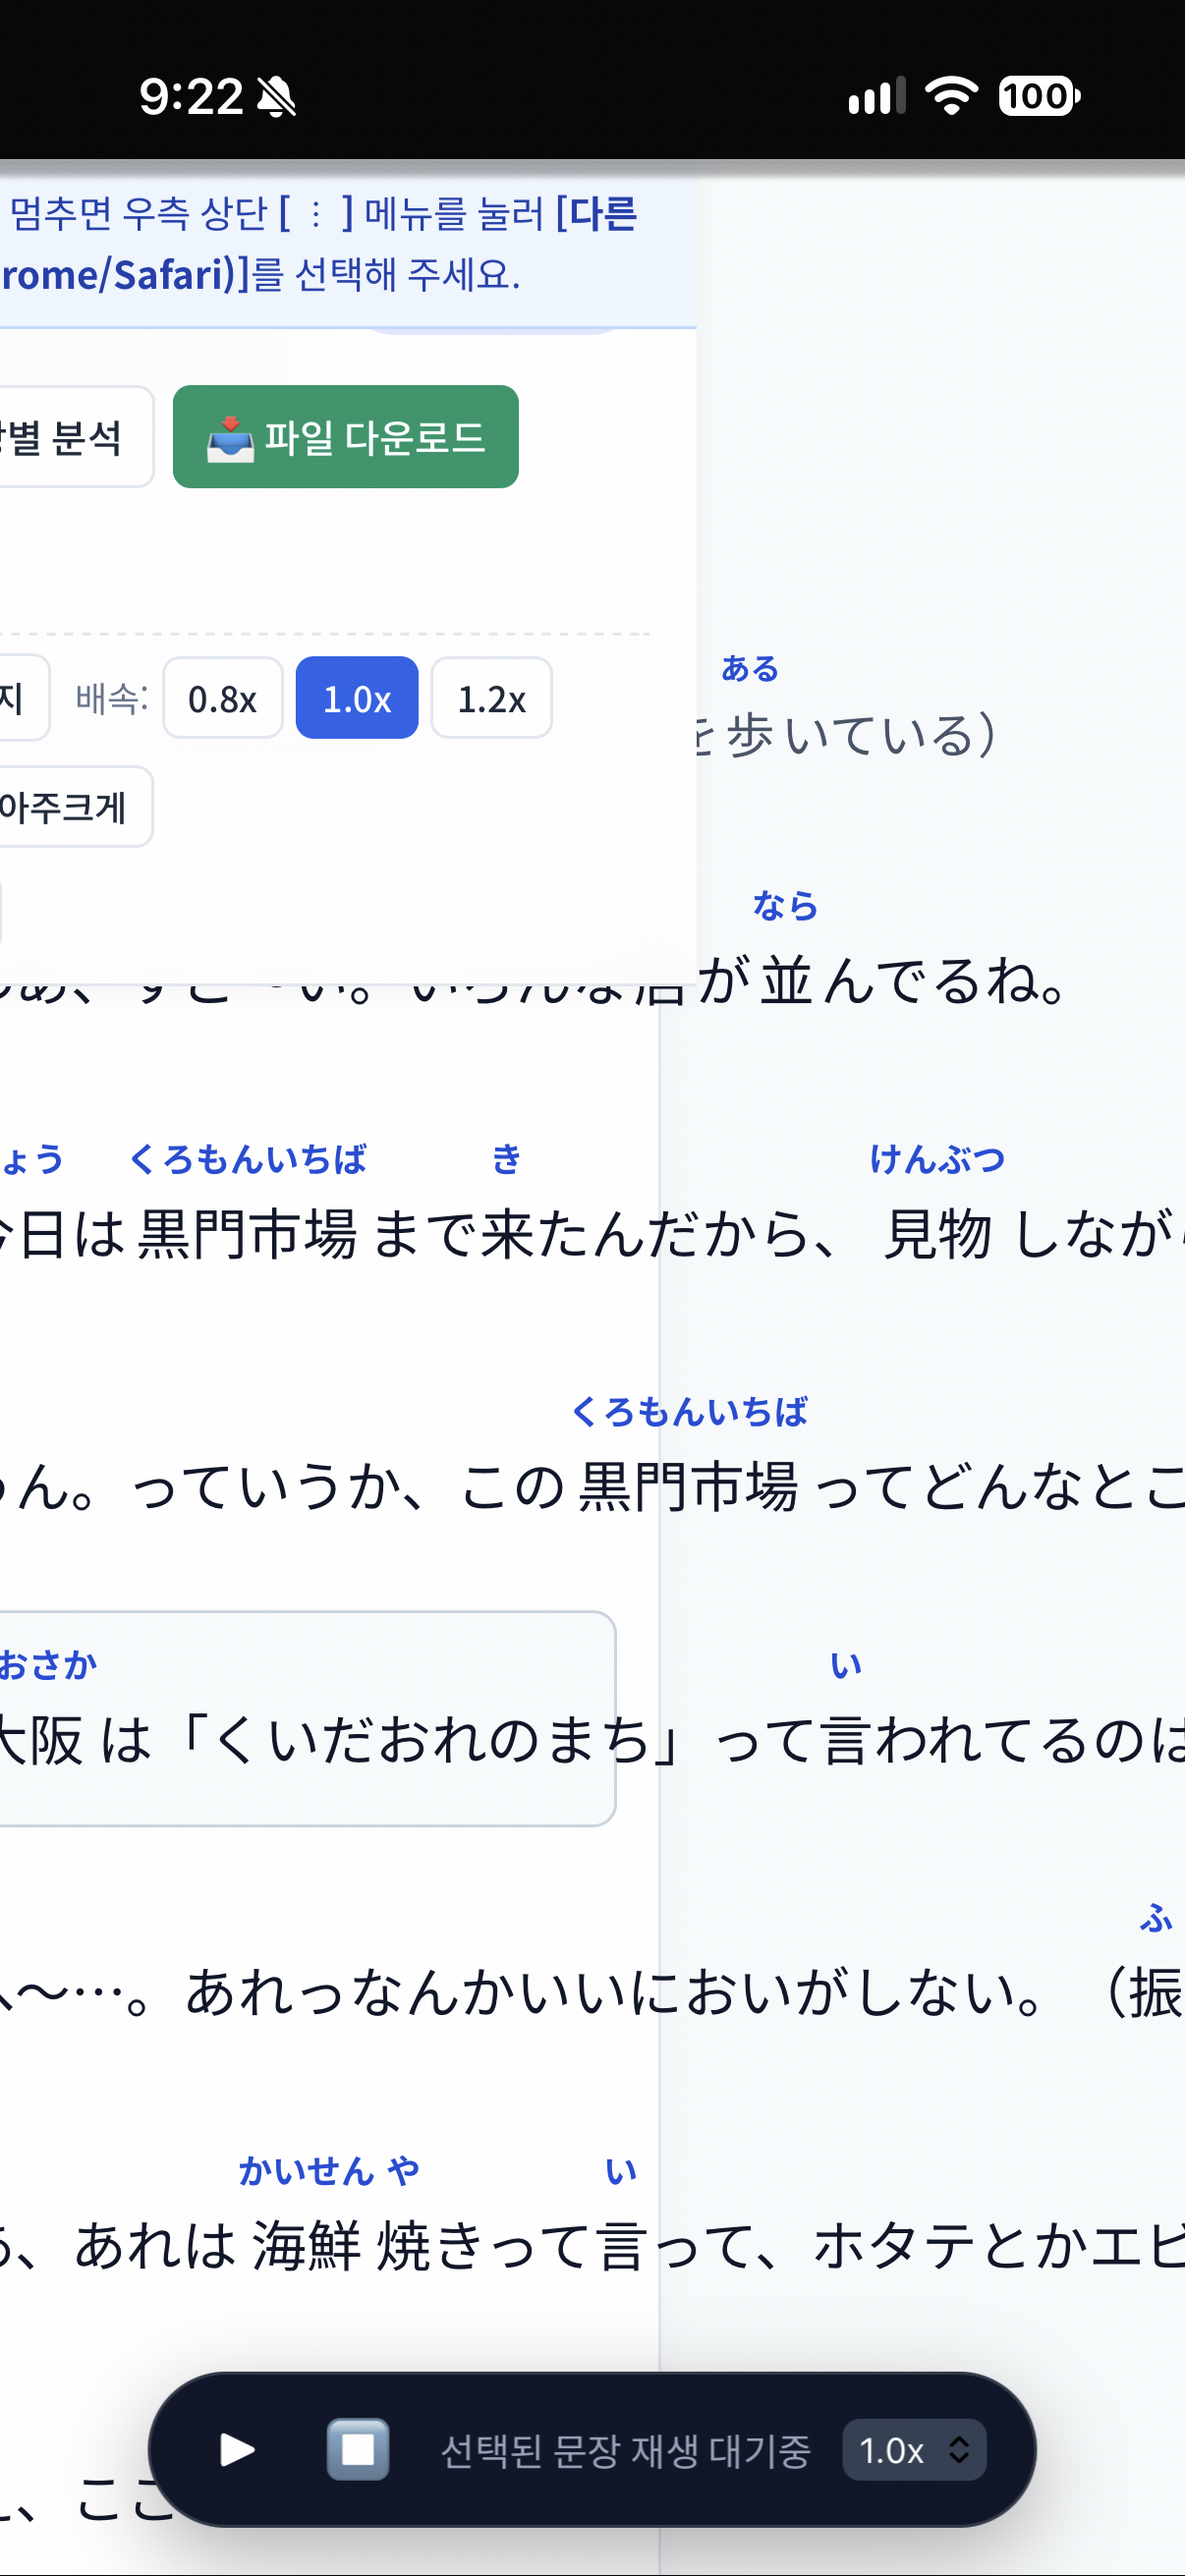 9:22
100
멈추면 우측 상단 [ ⋮ ] 메뉴를 눌러 [다른
rome/Safari)]를 선택해 주세요.
별 분석
파일 다운로드
지
배속:
0.8x
1.0x
1.2x
아주크게
ある
を歩いている）
なら
いろんな店が並んでるね。
ょう くろもんいちば き けんぶつ
今日は黒門市場まで来たんだから、見物しなが
くろもんいちば
ん。っていうか、この黒門市場ってどんなとこ
おさか い
大阪は「くいだおれのまち」って言われてるのは
ふ
〜…。あれっなんかいいにおいがしない。（振
かいせん や い
、あれは海鮮焼きって言って、ホタテとかエビ
、ここ
선택된 문장 재생 대기중
1.0x